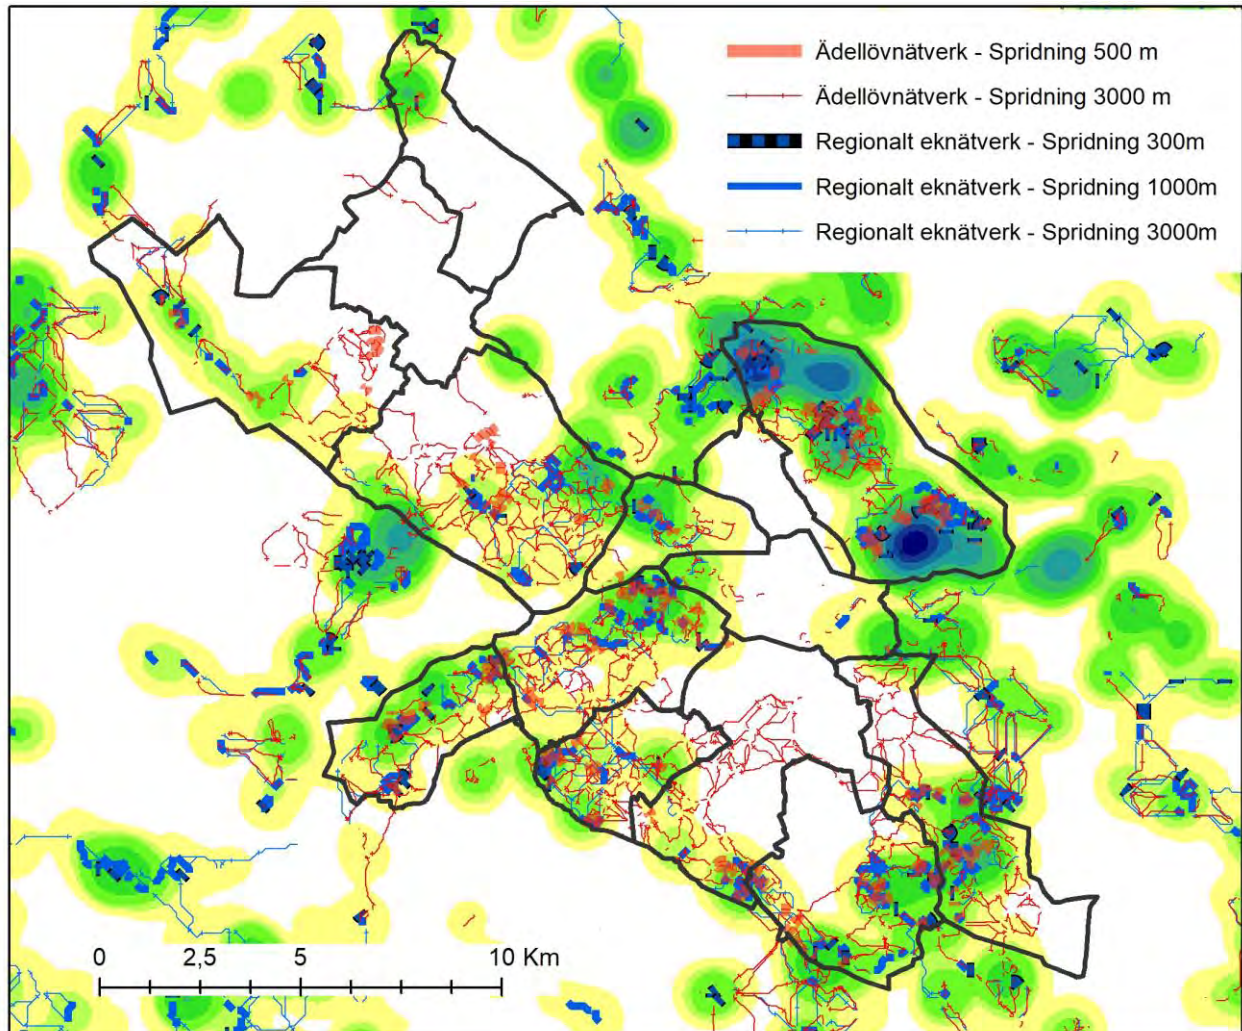 Ädellövnätverk - Spridning 500 m
Ädellövnätverk - Spridning 3000 m
Regionalt eknätverk - Spridning 300m
Regionalt eknätverk - Spridning 1000m
Regionalt eknätverk - Spridning 3000m
0 2,5 5 10 Km